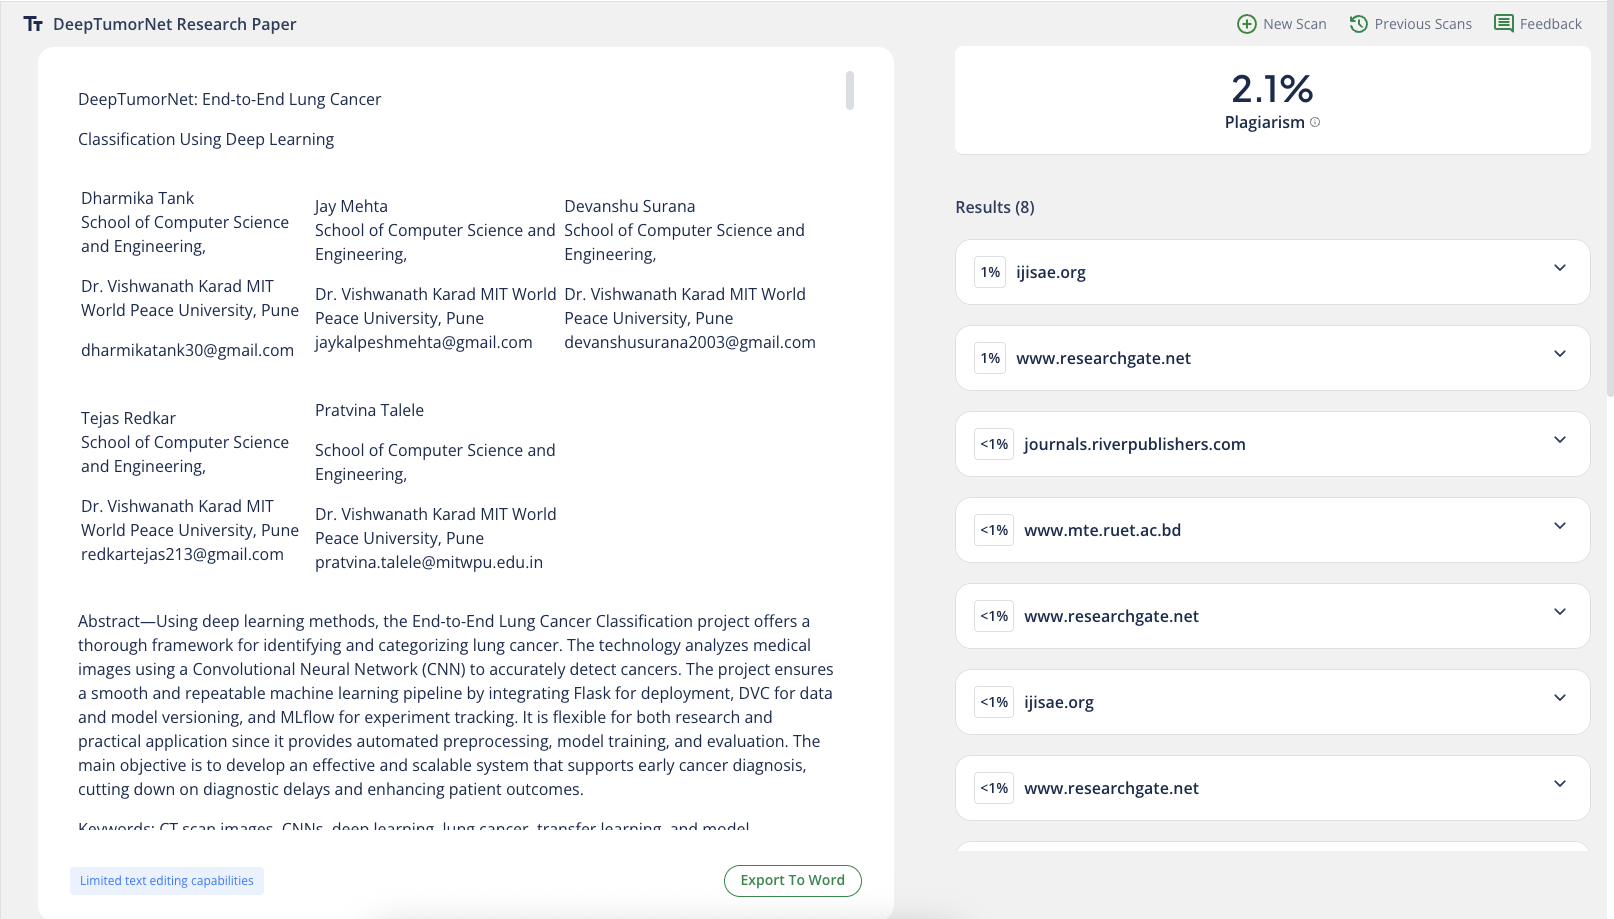 DeepTumorNet Research Paper
New Scan
Previous Scans
Feedback
DeepTumorNet: End-to-End Lung Cancer
Classification Using Deep Learning
Dharmika Tank
School of Computer Science
and Engineering,
Dr. Vishwanath Karad MIT
World Peace University, Pune
dharmikatank30@gmail.com
Jay Mehta
School of Computer Science and
Engineering,
Dr. Vishwanath Karad MIT World
Peace University, Pune
jaykalpeshmehta@gmail.com
Devanshu Surana
School of Computer Science and
Engineering,
Dr. Vishwanath Karad MIT World
Peace University, Pune
devanshusurana2003@gmail.com
Tejas Redkar
School of Computer Science
and Engineering,
Dr. Vishwanath Karad MIT
World Peace University, Pune
redkartejas213@gmail.com
Pratvina Talele
School of Computer Science and
Engineering,
Dr. Vishwanath Karad MIT World
Peace University, Pune
pratvina.talele@mitwpu.edu.in
Abstract—Using deep learning methods, the End-to-End Lung Cancer Classification project offers a
thorough framework for identifying and categorizing lung cancer. The technology analyzes medical
images using a Convolutional Neural Network (CNN) to accurately detect cancers. The project ensures
a smooth and repeatable machine learning pipeline by integrating Flask for deployment, DVC for data
and model versioning, and MLflow for experiment tracking. It is flexible for both research and
practical application since it provides automated preprocessing, model training, and evaluation. The
main objective is to develop an effective and scalable system that supports early cancer diagnosis,
cutting down on diagnostic delays and enhancing patient outcomes.
Keywords: CT scan images, CNNs, deep learning, lung cancer, transfer learning, and model
Limited text editing capabilities
Export To Word
2.1%
Plagiarism
Results (8)
1% ijisae.org
1% www.researchgate.net
<1% journals.riverpublishers.com
<1% www.mte.ruet.ac.bd
<1% www.researchgate.net
<1% ijisae.org
<1% www.researchgate.net